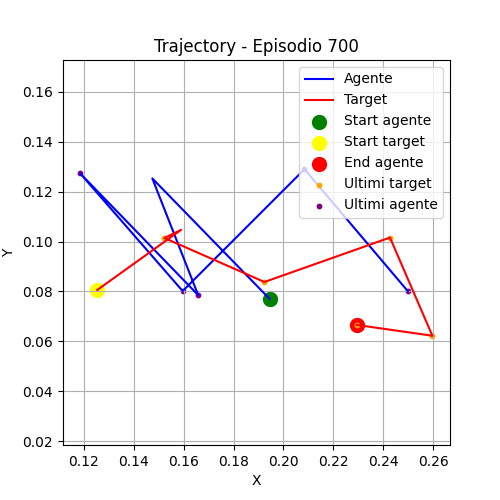 Trajectory - Episodio 700
Agente
Target
Start agente
Start target
End agente
Ultimi target
Ultimi agente
Y
0.16
0.14
0.12
0.10
0.08
0.06
0.04
0.02
0.12 0.14 0.16 0.18 0.20 0.22 0.24 0.26
X